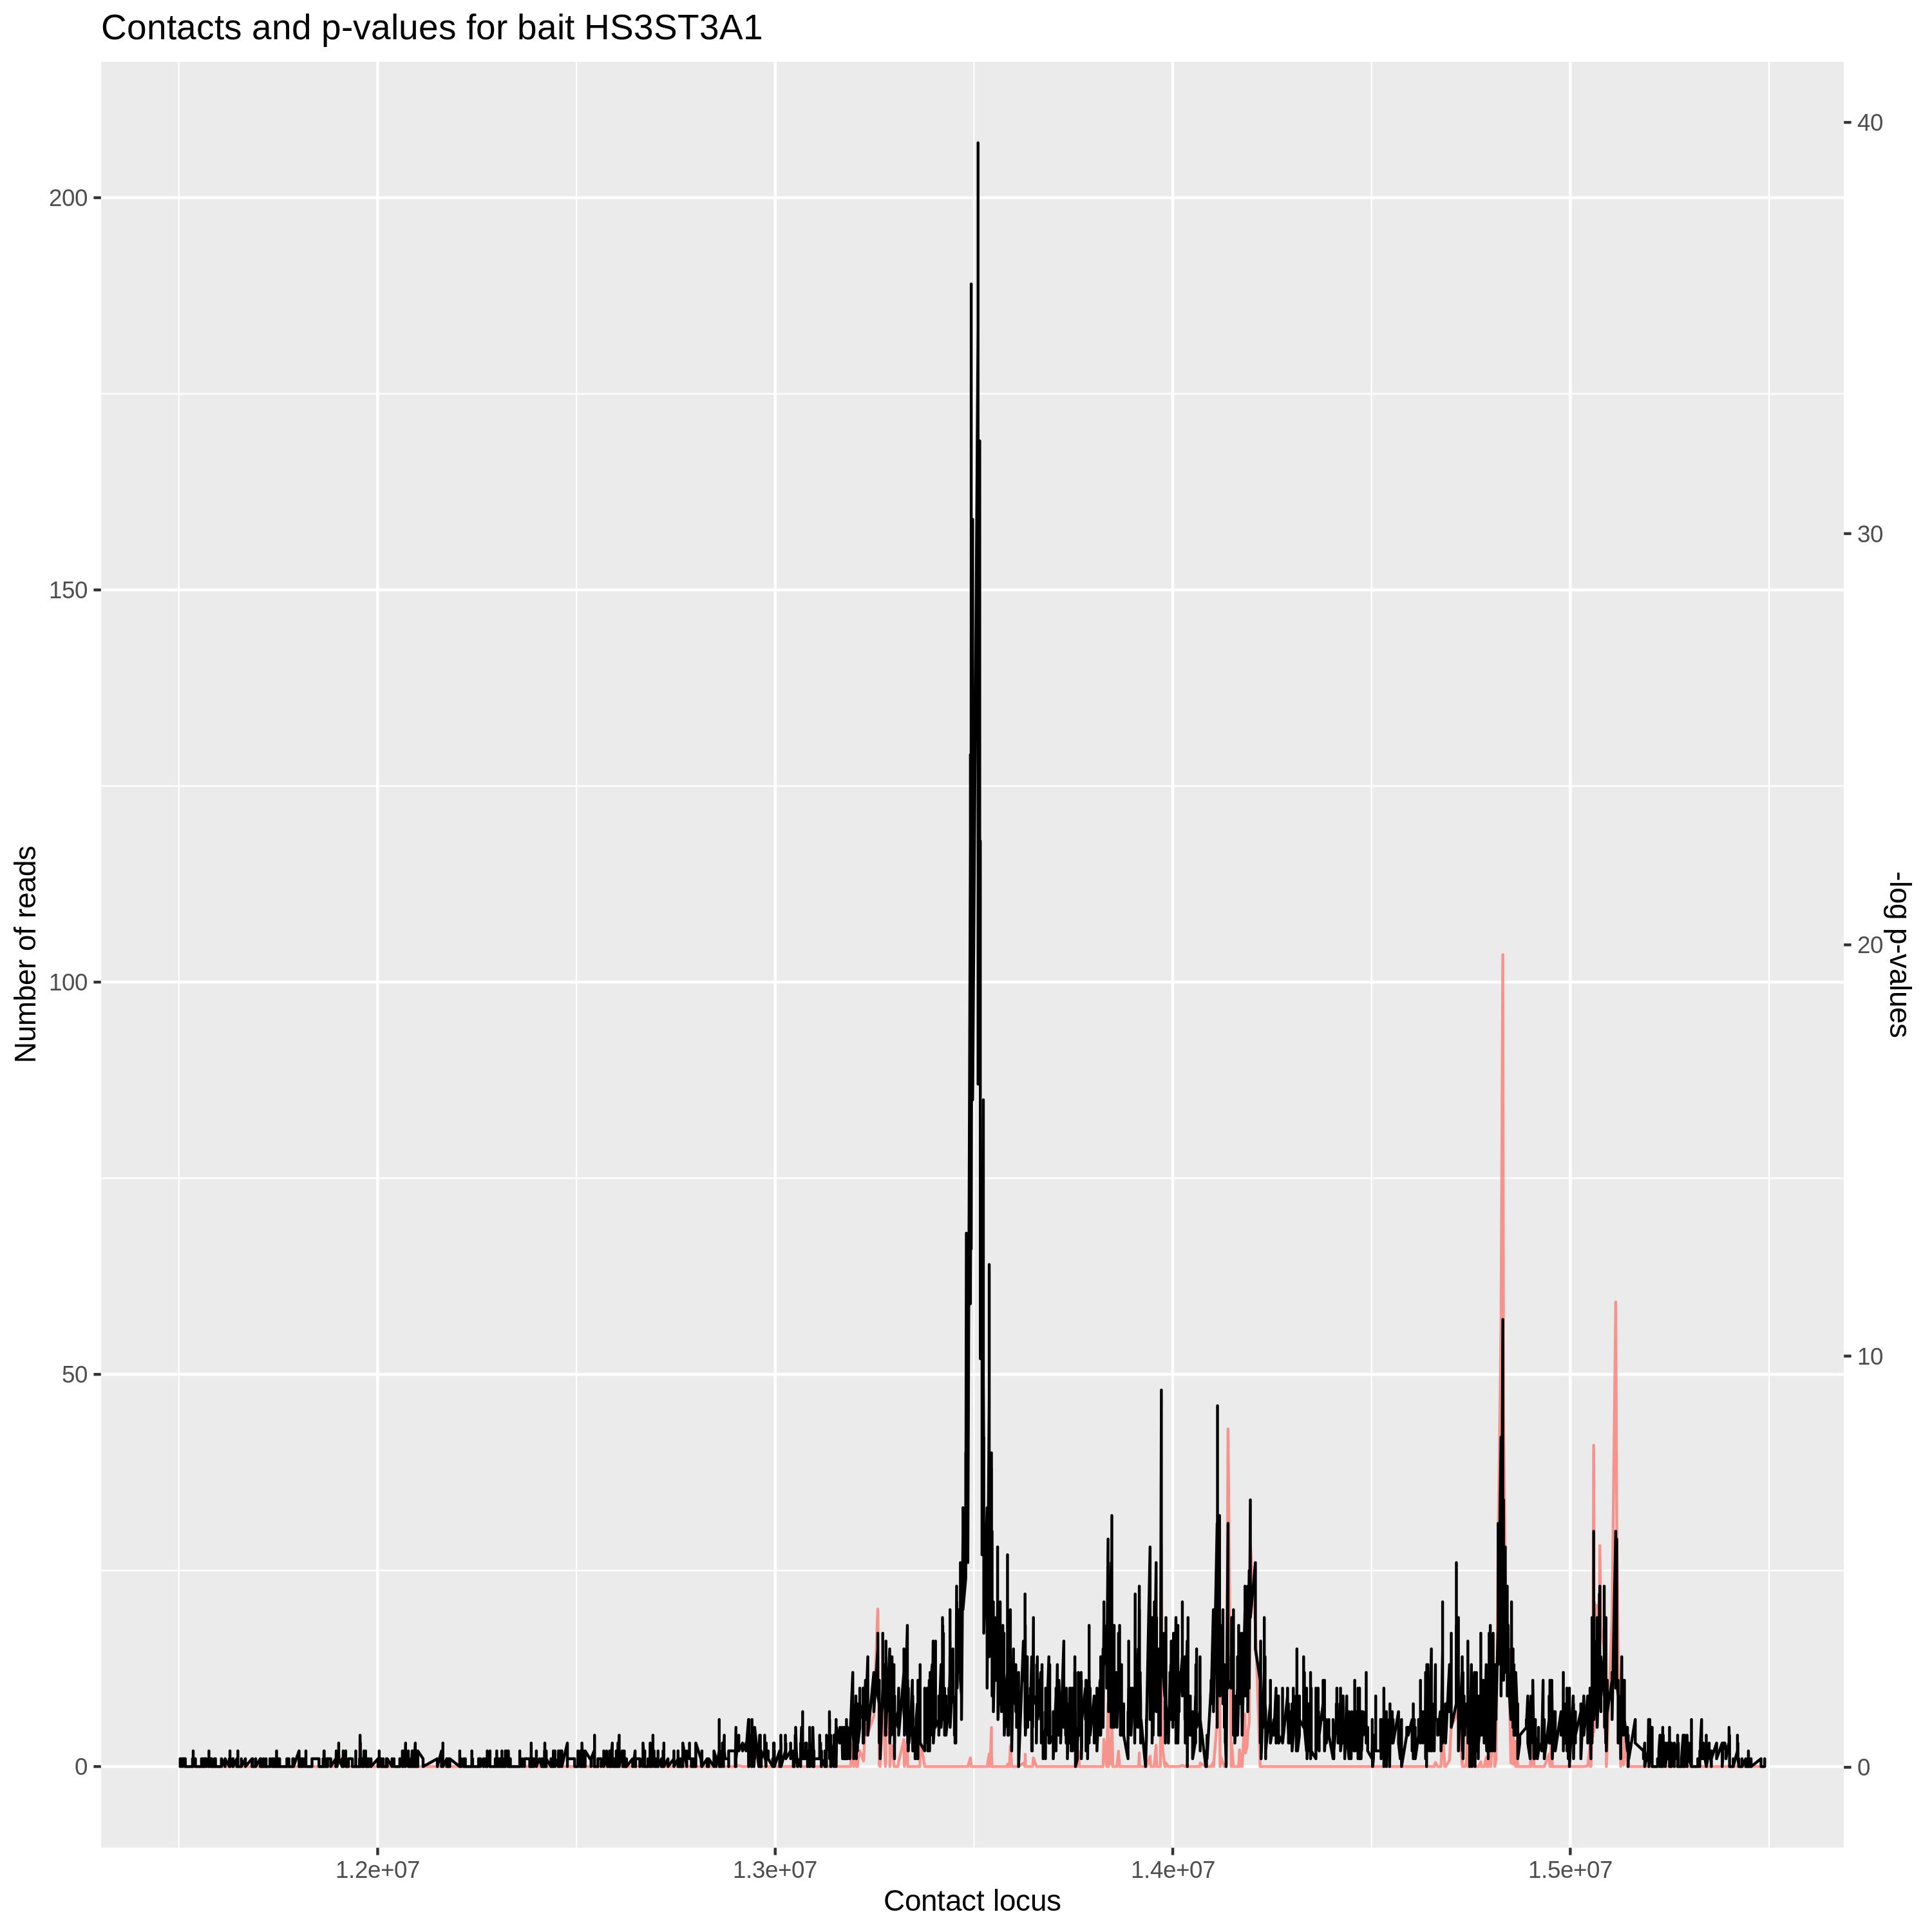 Contacts and p-values for bait HS3ST3A1
200
150
100
50
0
Number of reads
40
30
20
10
0
-log p-values
1.2e+07
1.3e+07
1.4e+07
1.5e+07
Contact locus